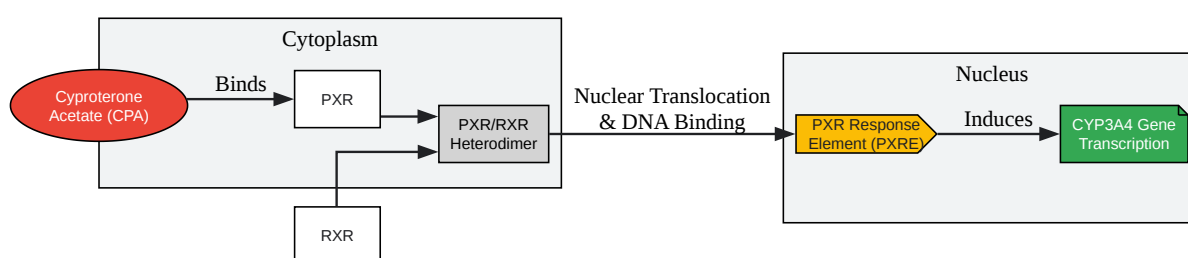 Cytoplasm
Cyproterone
Acetate (CPA)
Binds
PXR
PXR/RXR
Heterodimer
RXR
Nuclear Translocation
& DNA Binding
Nucleus
PXR Response
Element (PXRE)
Induces
CYP3A4 Gene
Transcription